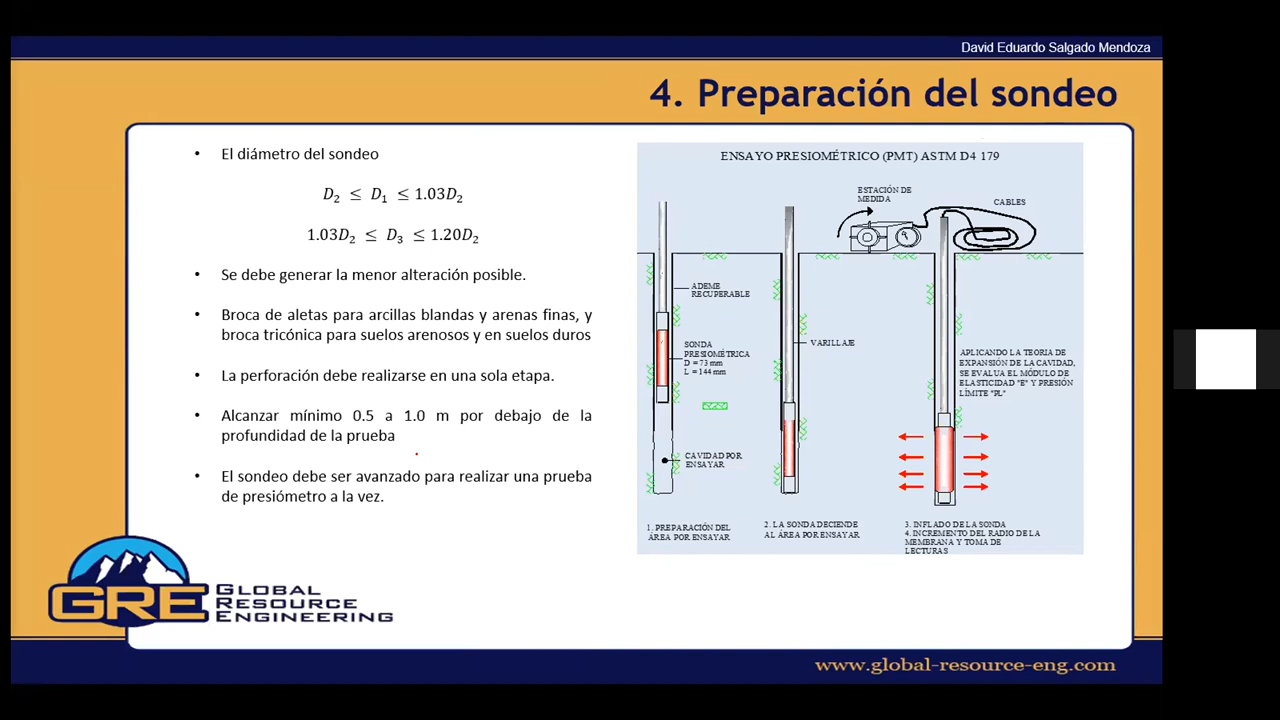 David Eduardo Salgado Mendoza
4. Preparación del sondeo
• El diámetro del sondeo
D₂ ≤ D₁ ≤ 1.03D₂
1.03D₂ ≤ D₃ ≤ 1.20D₂
• Se debe generar la menor alteración posible.
• Broca de aletas para arcillas blandas y arenas finas, y
broca tricónica para suelos arenosos y en suelos duros
• La perforación debe realizarse en una sola etapa.
• Alcanzar mínimo 0.5 a 1.0 m por debajo de la
profundidad de la prueba
• El sondeo debe ser avanzado para realizar una prueba
de presiómetro a la vez.
ENSAYO PRESIOMÉTRICO (PMT) ASTM D4 179
ESTACIÓN DE
MEDIDA
CABLES
ADEME
RECUPERABLE
SONDA
PRESIOMÉTRICA
D = 73 mm
L = 144 mm
VARILLAJE
APLICANDO LA TEORIA DE
EXPANSIÓN DE LA CAVIDAD,
SE EVALUA EL MÓDULO DE
ELASTICIDAD "E" Y PRESIÓN
LÍMITE "PL"
CAVIDAD POR
ENSAYAR
1. PREPARACIÓN DEL
ÁREA POR ENSAYAR
2. LA SONDA DECIENDE
AL ÁREA POR ENSAYAR
3. INFLADO DE LA SONDA
4. INCREMENTO DEL RADIO DE LA
MEMBRANA Y TOMA DE
LECTURAS
GRE
GLOBAL
RESOURCE
ENGINEERING
www.global-resource-eng.com